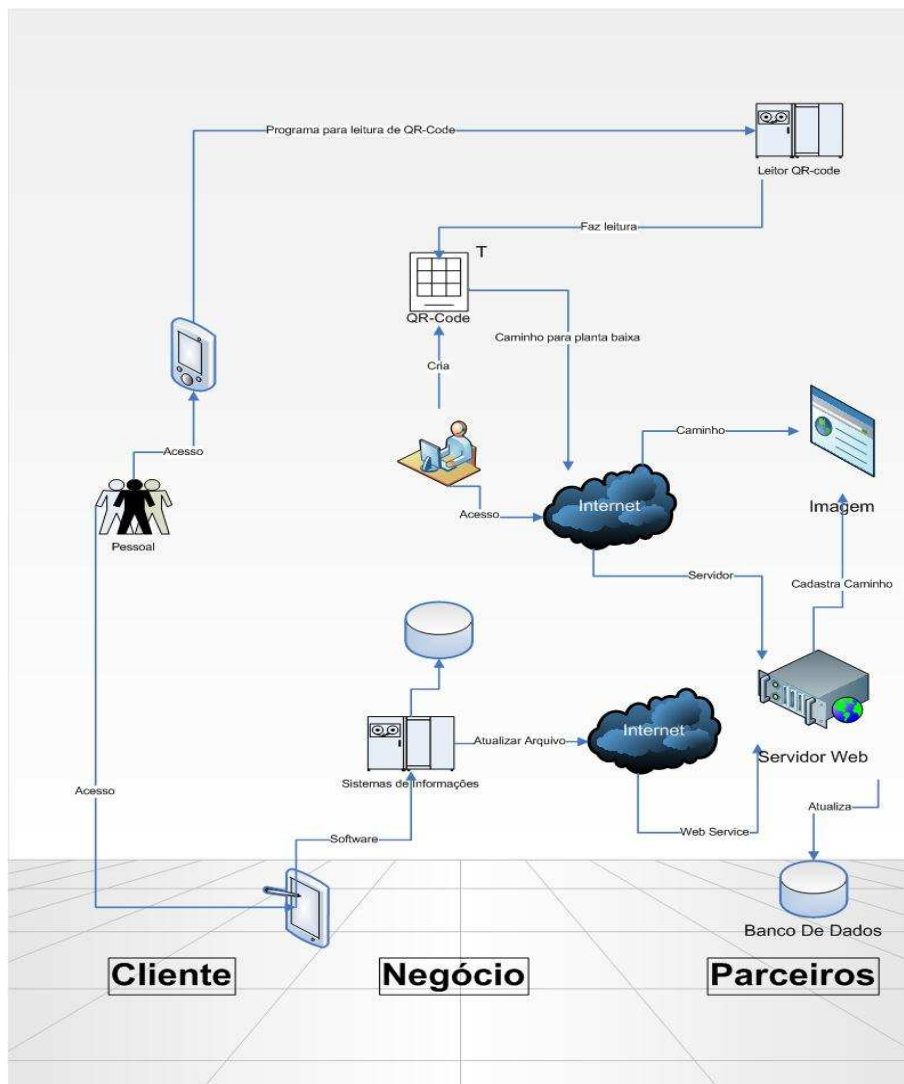 Programa para leitura de QR-Code
Leitor QR-code
Faz leitura
T
QR-Code
Caminho para planta baixa
Cria
Acesso
Caminho
Internet
Acesso
Imagem
Pessoal
Servidor
Cadastra Caminho
Internet
Atualizar Arquivo
Servidor Web
Sistemas de Informações
Acesso
Atualiza
Software
Web Service
Banco De Dados
Cliente
Negócio
Parceiros